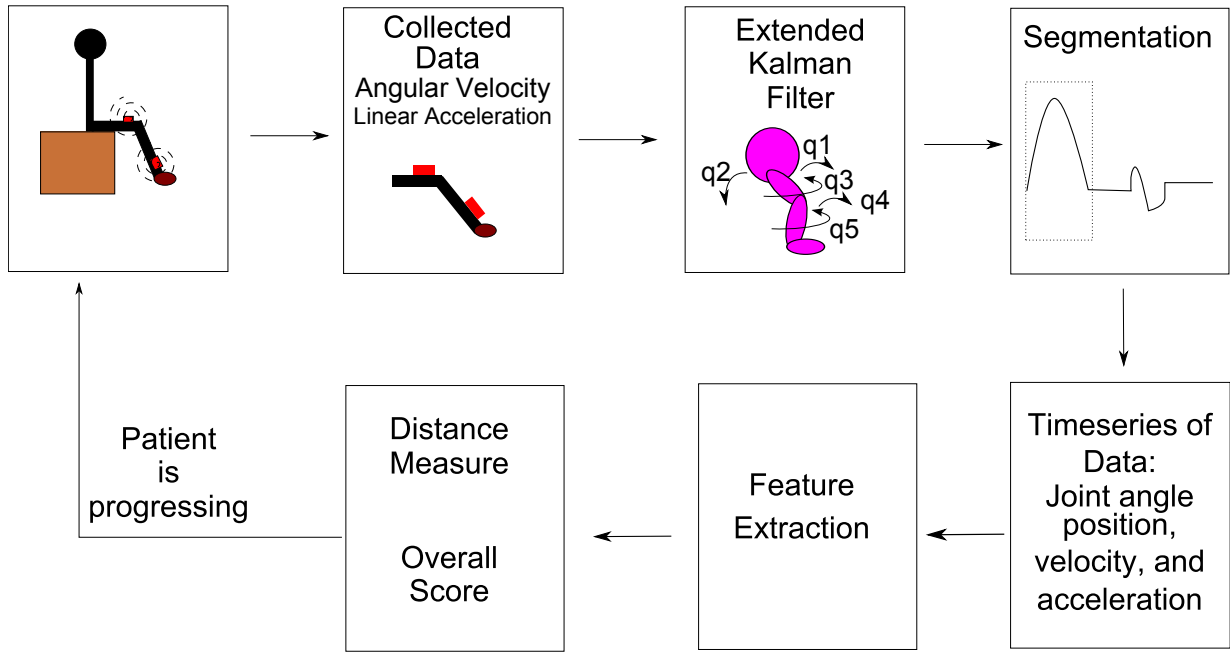 Collected
Data
Angular Velocity
Linear Acceleration
Extended
Kalman
Filter
q1
q2
q3
q4
q5
Segmentation
Timeseries of
Data:
Joint angle
position,
velocity, and
acceleration
Feature
Extraction
Distance
Measure
Overall
Score
Patient
is
progressing